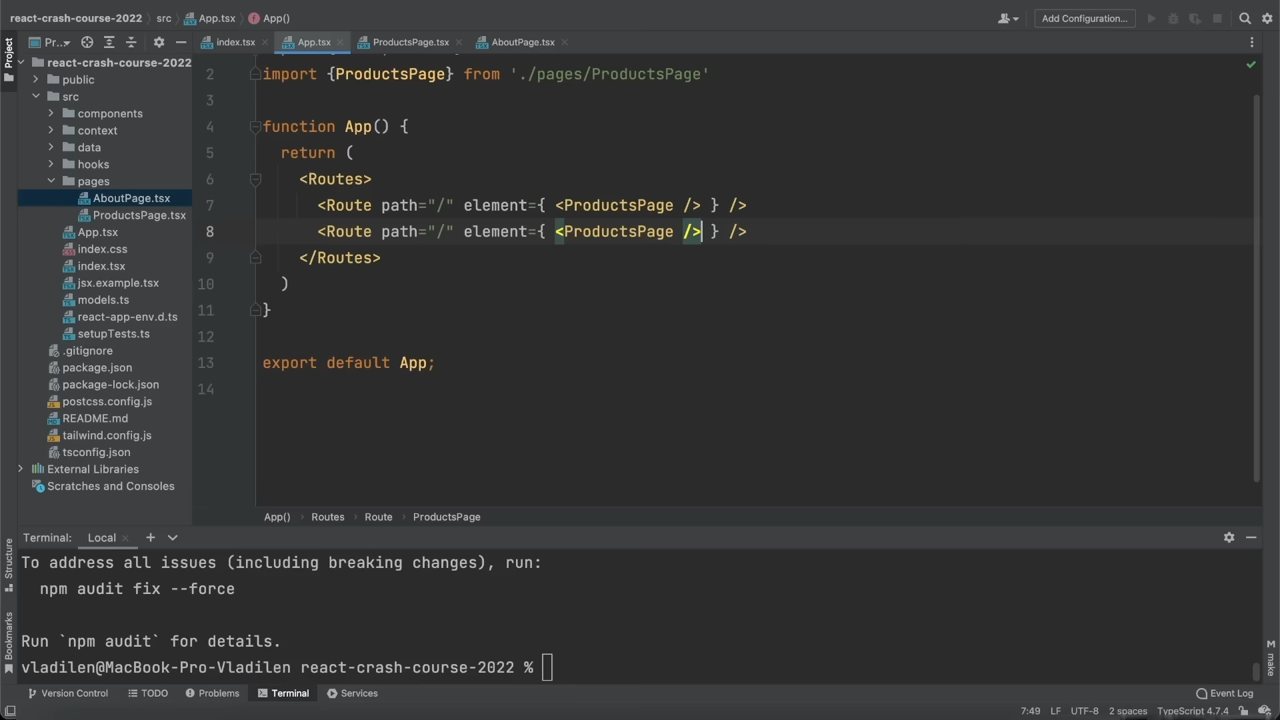 react-crash-course-2022 src App.tsx App()
Add Configuration...
Project
Pr... index.tsx App.tsx ProductsPage.tsx AboutPage.tsx
react-crash-course-2022
public
src
components
context
data
hooks
pages
AboutPage.tsx
ProductsPage.tsx
App.tsx
index.css
index.tsx
jsx.example.tsx
models.ts
react-app-env.d.ts
setupTests.ts
.gitignore
package.json
package-lock.json
postcss.config.js
README.md
tailwind.config.js
tsconfig.json
External Libraries
Scratches and Consoles
2 import {ProductsPage} from './pages/ProductsPage'
3
4 function App() {
5 return (
6 <Routes>
7 <Route path="/" element={ <ProductsPage /> } />
8 <Route path="/" element={ <ProductsPage /> } />
9 </Routes>
10 )
11 }
12
13 export default App;
14
App() Routes Route ProductsPage
Terminal: Local
To address all issues (including breaking changes), run:
npm audit fix --force
Run `npm audit` for details.
vladilen@MacBook-Pro-Vladilen react-crash-course-2022 %
Structure
Bookmarks
M make
Version Control TODO Problems Terminal Services Event Log
7:49 LF UTF-8 2 spaces TypeScript 4.7.4